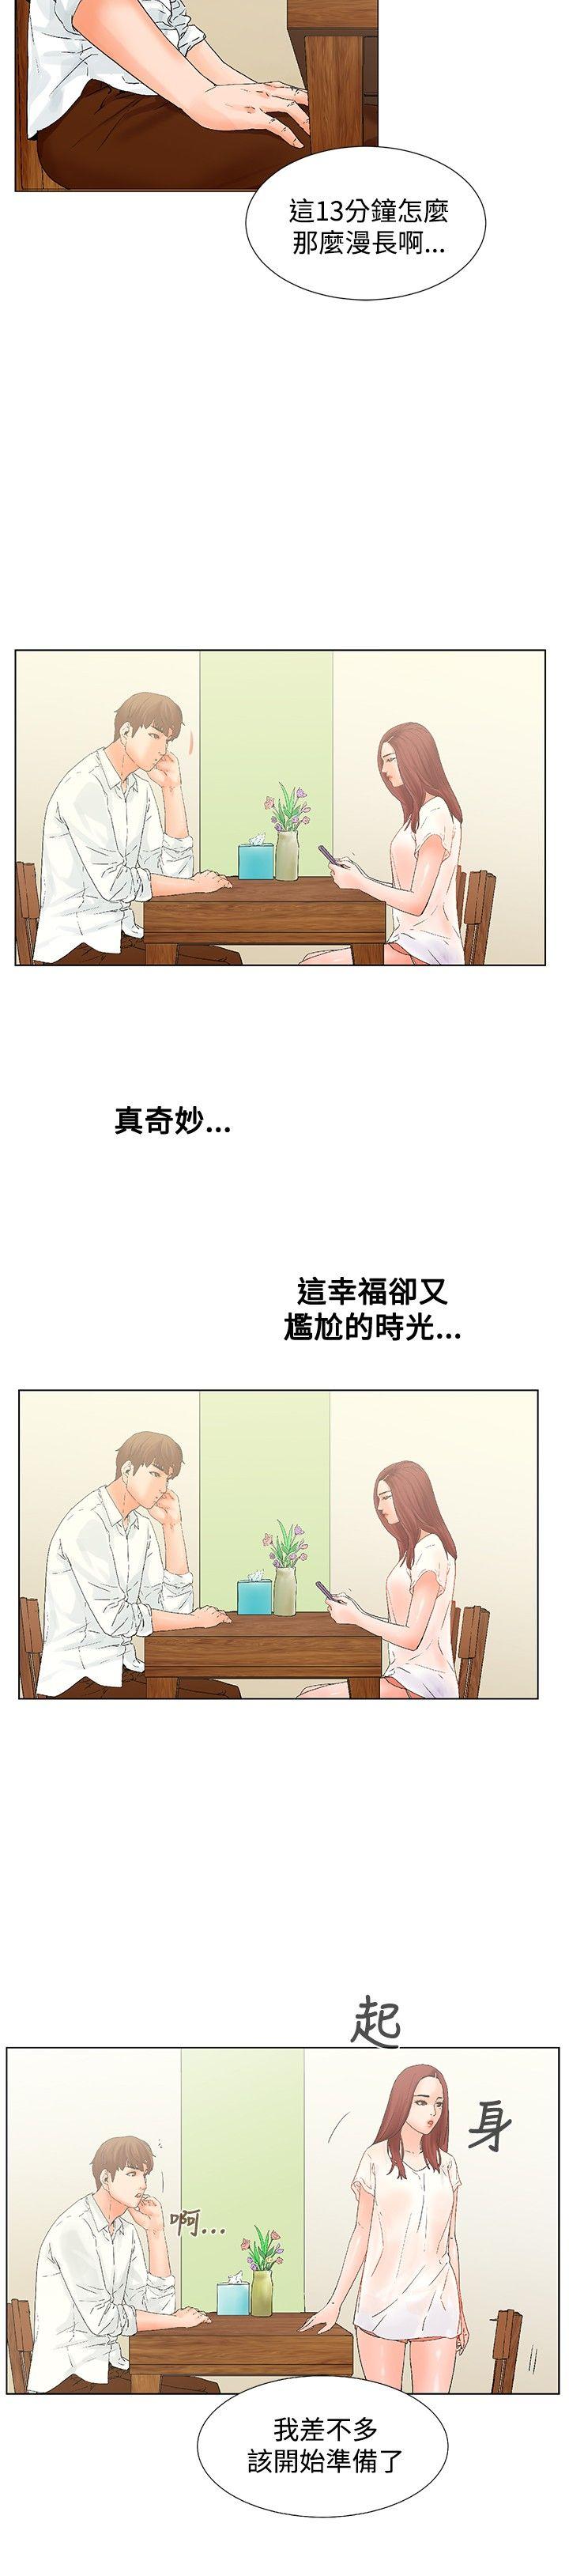 這13分鐘怎麼
那麼漫長啊...
真奇妙...
這幸福卻又
尷尬的時光...
起
身
啊...
我差不多
該開始準備了